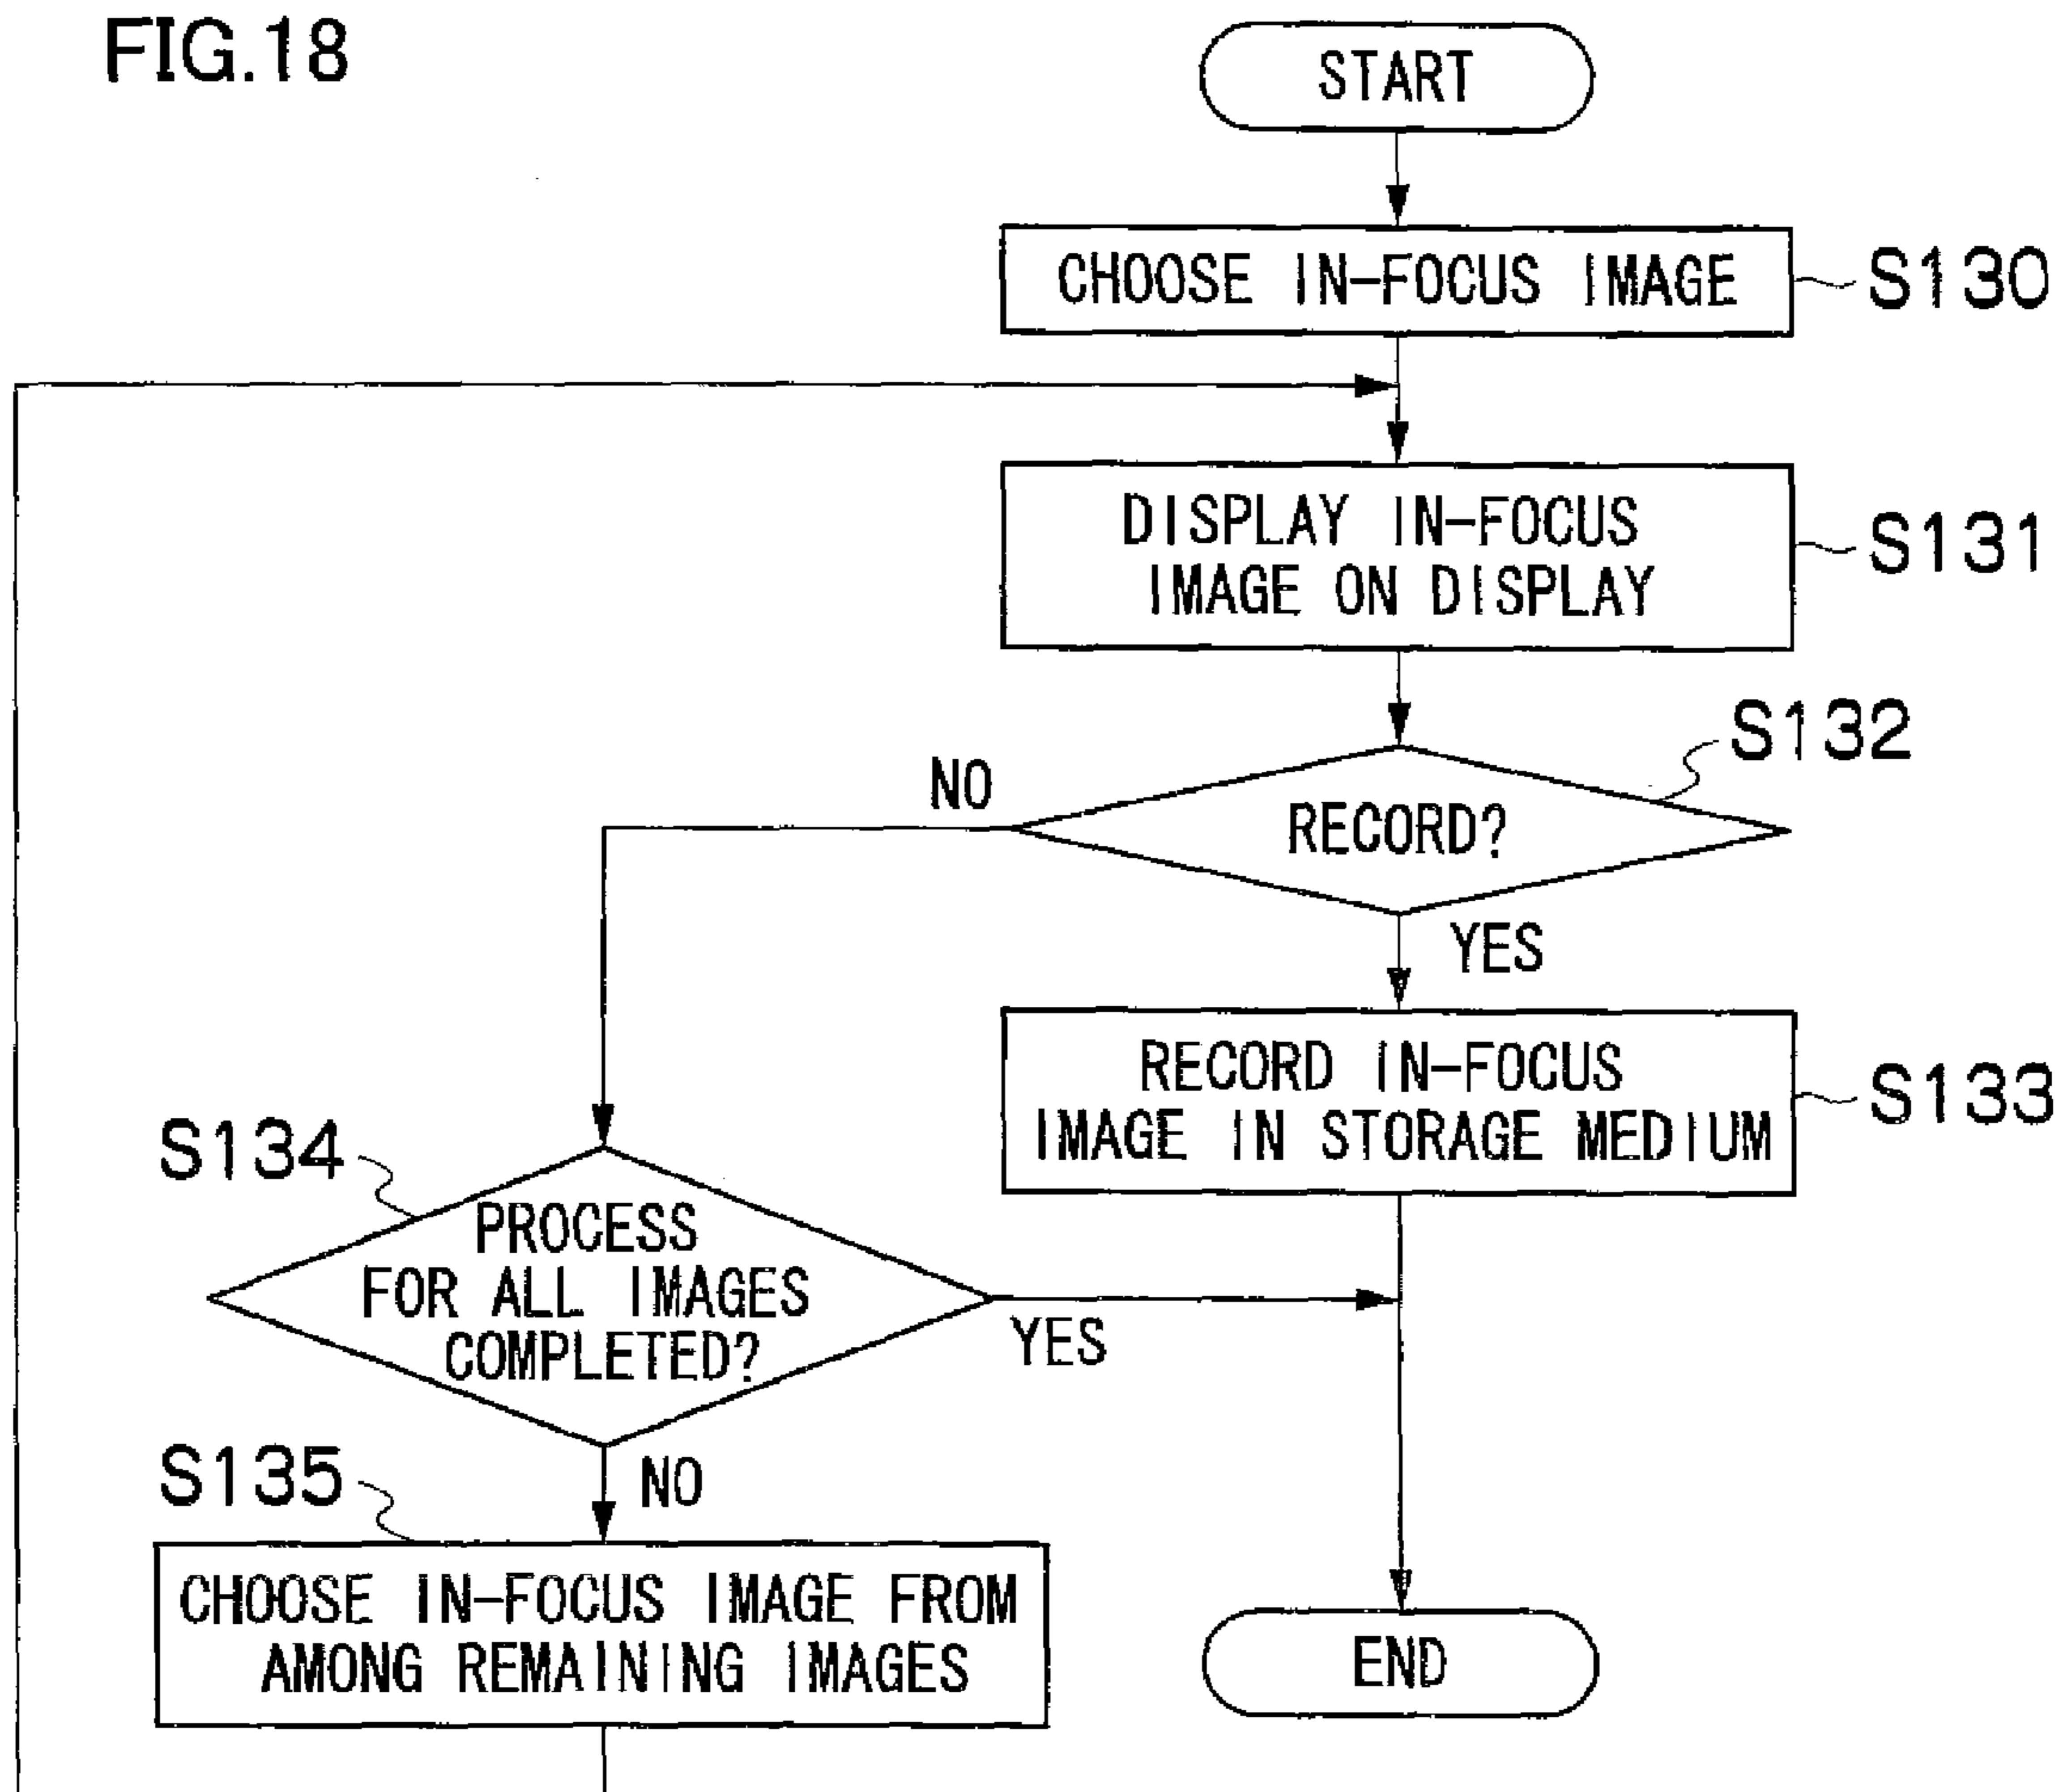 FIG.18
START
CHOOSE IN-FOCUS IMAGE
S130
DISPLAY IN-FOCUS
IMAGE ON DISPLAY
S131
S132
NO
RECORD?
YES
RECORD IN-FOCUS
IMAGE IN STORAGE MEDIUM
S133
S134
PROCESS
FOR ALL IMAGES
COMPLETED?
YES
S135
NO
CHOOSE IN-FOCUS IMAGE FROM
AMONG REMAINING IMAGES
END